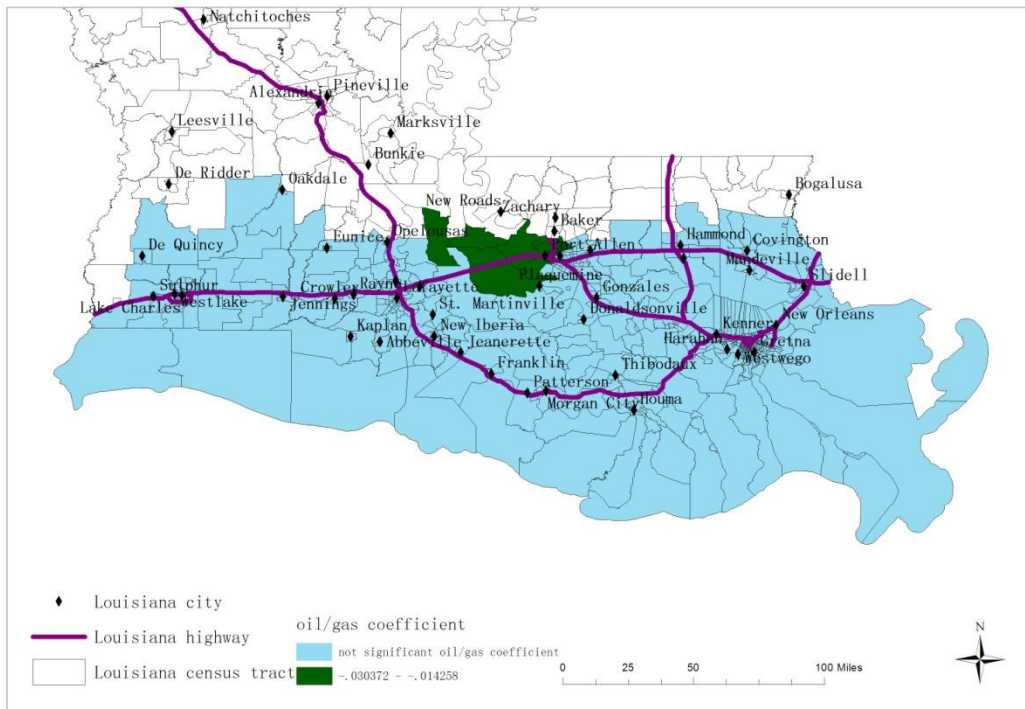 Natchitoches
Pineville
Alexandria
Leesville
Marksville
Bunkie
De Ridder
Oakdale
Bogalusa
New Roads
Zachary
Baker
Opelousas
Eunice
De Quincy
Port Allen
Hammond
Covington
Mandeville
Plaquemine
Slidell
Sulphur
Westlake
Lake Charles
Crowley
Rayne
Lafayette
Jennings
St. Martinville
Gonzales
Donaldsonville
New Orleans
Kenner
Kaplan
New Iberia
Abbeville
Jeanerette
Harahan
Gretna
Westwego
Franklin
Thibodaux
Patterson
Morgan City
Houma
Louisiana city
Louisiana highway
Louisiana census tract
oil/gas coefficient
not significant oil/gas coefficient
-.030372 - -.014258
0 25 50 100 Miles
N